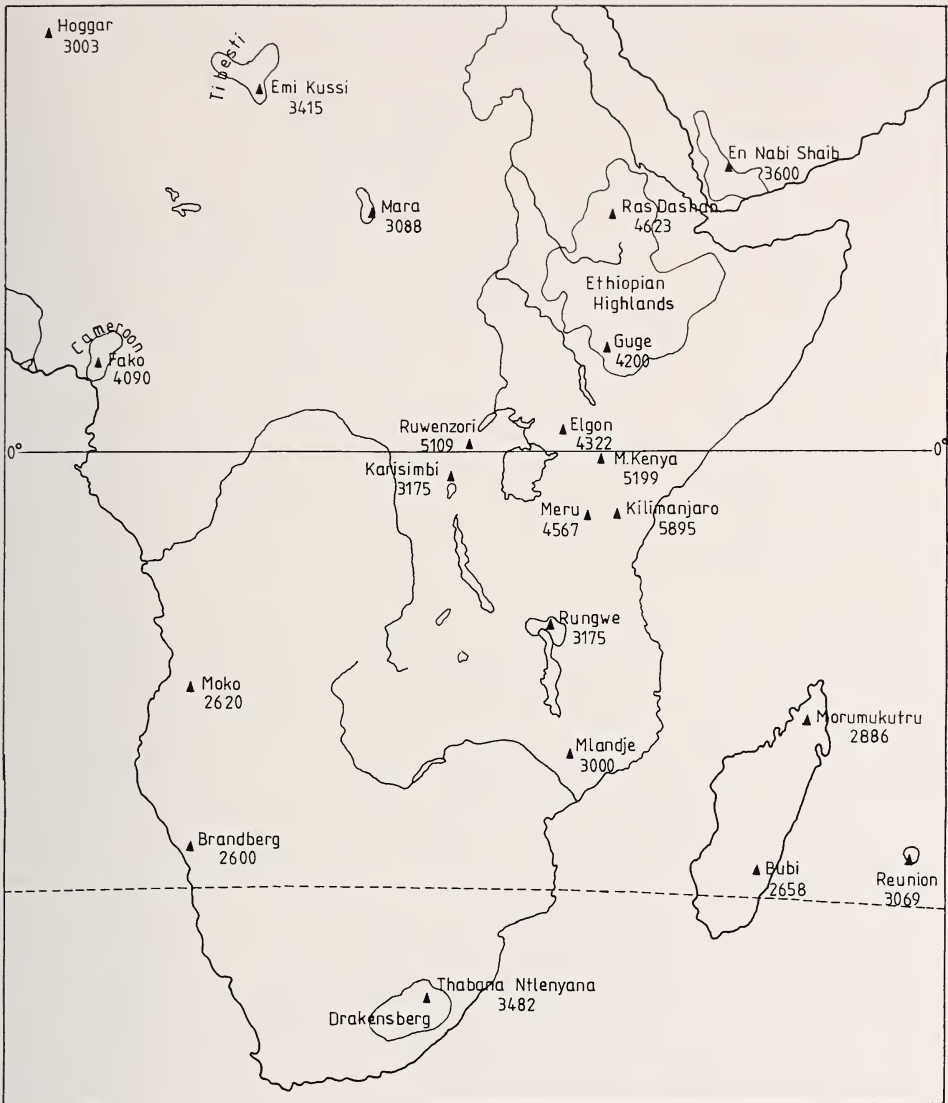 Hoggar
3003
Tibesti
Emi Kussi
3415
En Nabi Shaib
3600
Mara
3088
Ras Dashan
4623
Ethiopian
Highlands
Cameroon
Fako
4090
Guge
4200
Ruwenzori
5109
Elgon
4322
0°
0°
M.Kenya
5199
Karisimbi
3175
Meru
4567
Kilimanjaro
5895
Rungwe
3175
Moko
2620
Morumukutru
2886
Mlandje
3000
Brandberg
2600
Bubi
2658
Reunion
3069
Thabana Ntlenyana
3482
Drakensberg